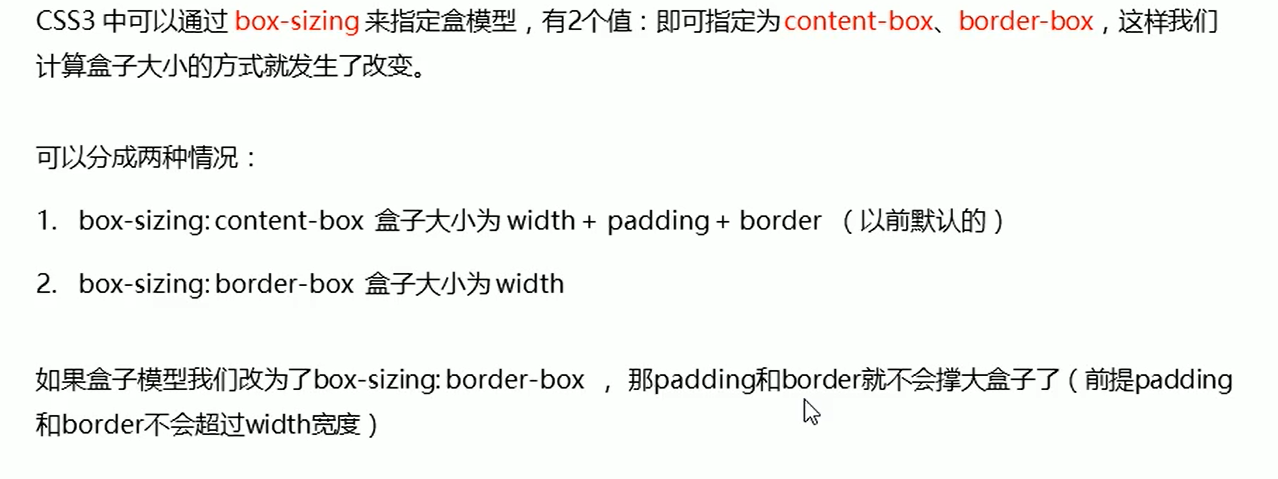 CSS3 中可以通过 box-sizing 来指定盒模型，有2个值：即可指定为content-box、border-box，这样我们
计算盒子大小的方式就发生了改变。
可以分成两种情况：
1. box-sizing: content-box 盒子大小为 width + padding + border （以前默认的）
2. box-sizing: border-box 盒子大小为 width
如果盒子模型我们改为了box-sizing: border-box ， 那padding和border就不会撑大盒子了（前提padding
和border不会超过width宽度）